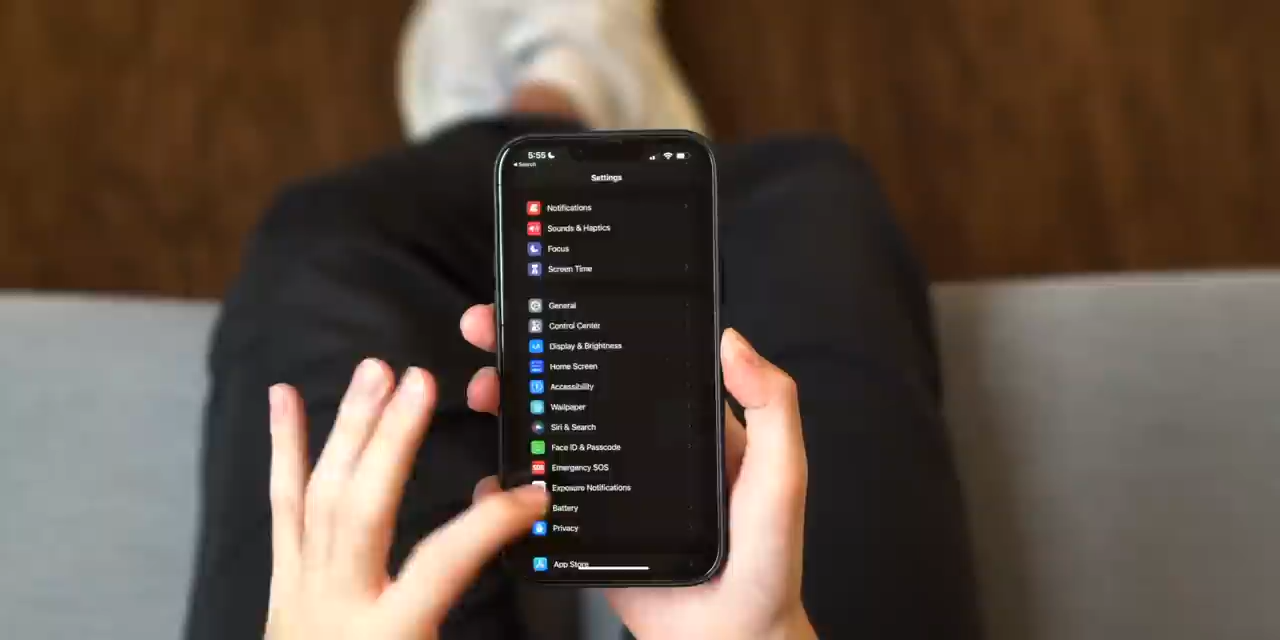 5:55
Search
Settings
Notifications
Sounds & Haptics
Focus
Screen Time
General
Control Center
Display & Brightness
Home Screen
Accessibility
Wallpaper
Siri & Search
Face ID & Passcode
SOS Emergency SOS
Exposure Notifications
Battery
Privacy
App Store